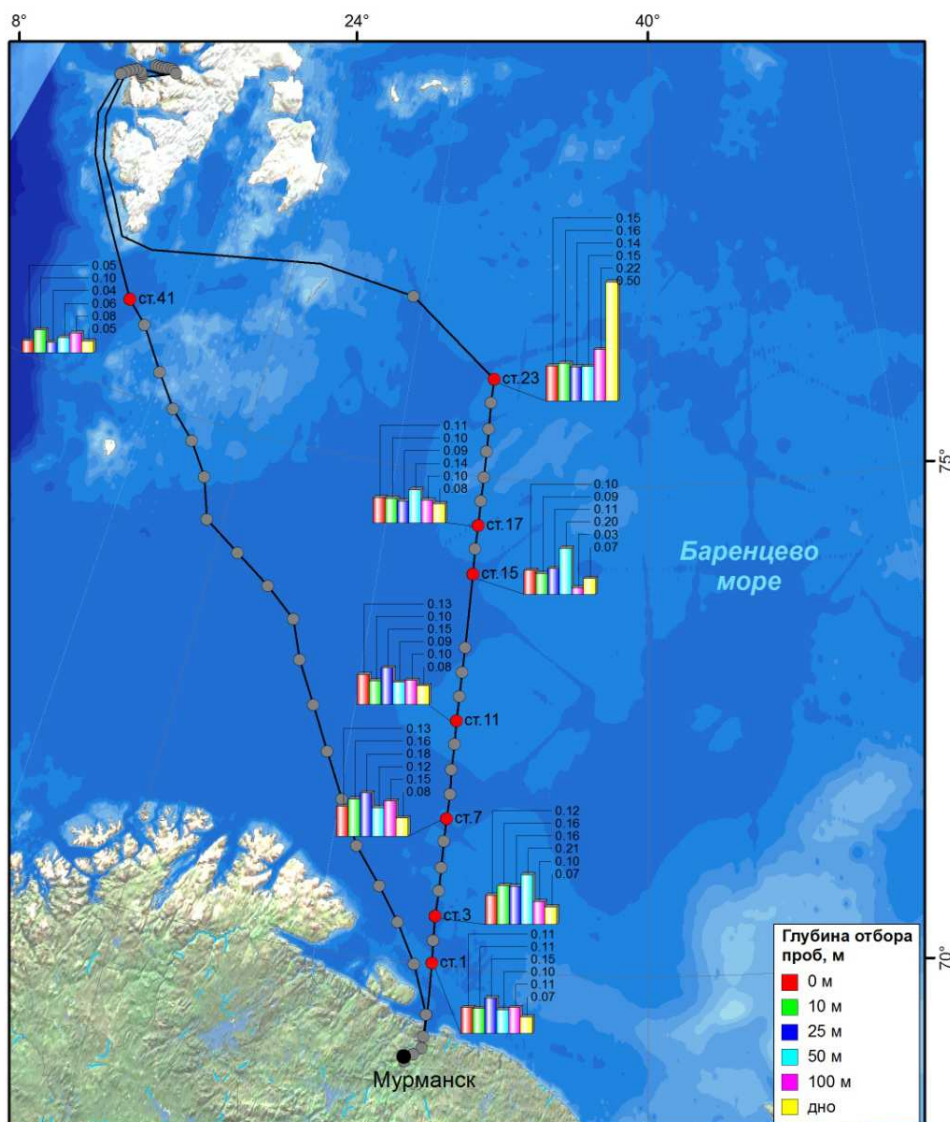 8° 24° 40°
0.15
0.16
0.14
0.15
0.22
0.50
0.05
0.10
0.04
0.06
0.08
0.05
ст.41
ст.23
0.11
0.10
0.09
0.14
0.10
0.08
75°
ст.17
0.10
0.09
0.11
0.20
0.03
0.07
Баренцево
море
ст.15
0.13
0.10
0.15
0.09
0.10
0.08
ст.11
0.13
0.16
0.18
0.12
0.15
0.08
ст.7
0.12
0.16
0.16
0.21
0.10
0.07
ст.3
0.11
0.11
0.15
0.10
0.11
0.07
ст.1
70°
Мурманск
Глубина отбора
проб, м
0 м
10 м
25 м
50 м
100 м
дно